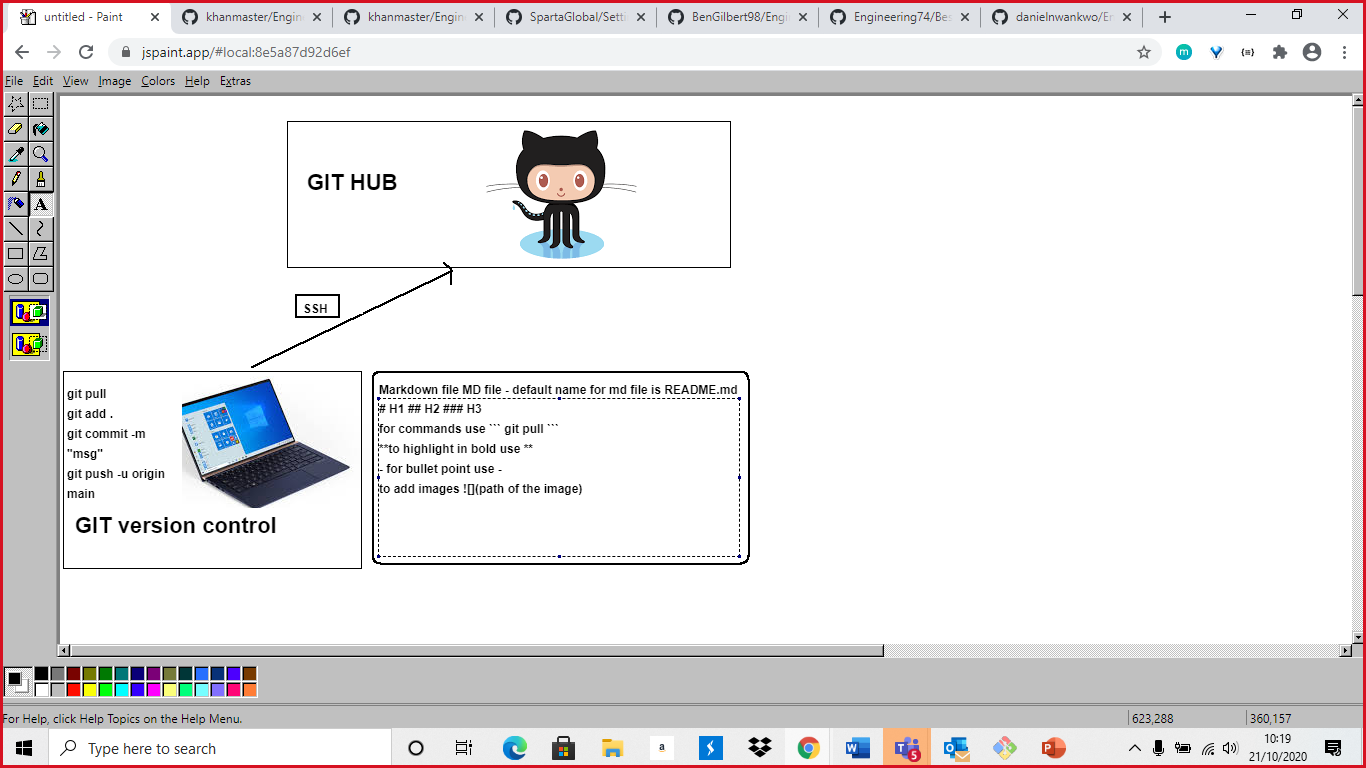 untitled - Paint
khanmaster/Engine
khanmaster/Engine
SpartaGlobal/Setti
BenGilbert98/Engi
Engineering74/Bes
danielnwankwo/En
jspaint.app/#local:8e5a87d92d6ef
File Edit View Image Colors Help Extras
GIT HUB
SSH
git pull
git add .
git commit -m
"msg"
git push -u origin
main
GIT version control
Markdown file MD file - default name for md file is README.md
# H1 ## H2 ### H3
for commands use ``` git pull ```
**to highlight in bold use **
- for bullet point use -
to add images ![](path of the image)
For Help, click Help Topics on the Help Menu.
623,288
360,157
Type here to search
10:19
21/10/2020